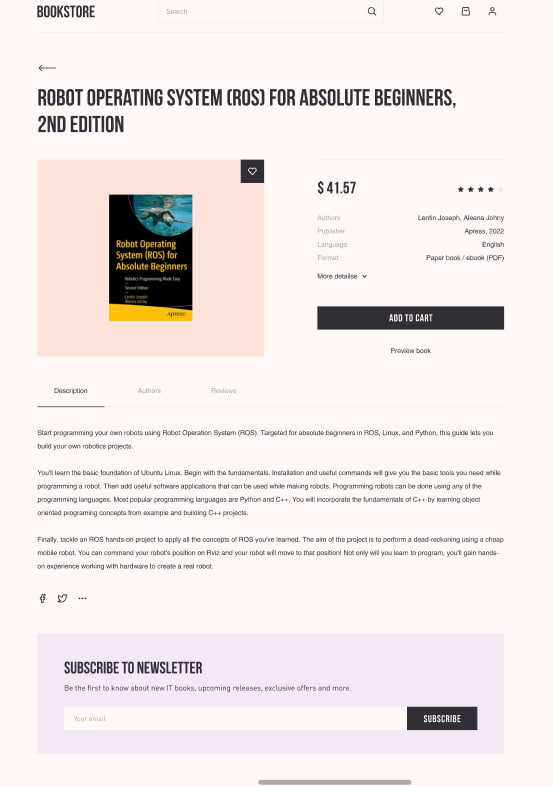 BOOKSTORE
Search
ROBOT OPERATING SYSTEM (ROS) FOR ABSOLUTE BEGINNERS,
2ND EDITION
Robot Operating
System (ROS) for
Absolute Beginners
Robotics Programming Made Easy
Second Edition
Lentin Joseph
Aleena Johny
Apress
$ 41.57
Authors Lentin Joseph, Aleena Johny
Publisher Apress, 2022
Language English
Format Paper book / ebook (PDF)
More detailse
ADD TO CART
Preview book
Description Authors Reviews
Start programming your own robots using Robot Operation System (ROS). Targetad for absolute beginners in ROS, Linux, and Python, this guide lets you
build your own robotics projects.
You'll learn the basic foundation of Ubuntu Linux. Begin with the fundamentals. Installation and useful commands will give you the basic tools you need while
programming a robot. Then add useful software applications that can be used while making robots. Programming robots can be done using any of the
programming languages. Most popular programming languages are Python and C++. You will incorporate the fundamentals of C++ by learning object
oriented programing concepts from example and building C++ projects.
Finally, tackle an ROS hands-on project to apply all the concepts of ROS you've learned. The aim of the project is to perform a dead-reckoning using a cheap
mobile robot. You can command your robot's position on Rviz and your robot will move to that position! Not only will you learn to program, you'll gain hands-
on experience working with hardware to create a real robot.
SUBSCRIBE TO NEWSLETTER
Be the first to know about new IT books, upcoming releases, exclusive offers and more.
Your email
SUBSCRIBE